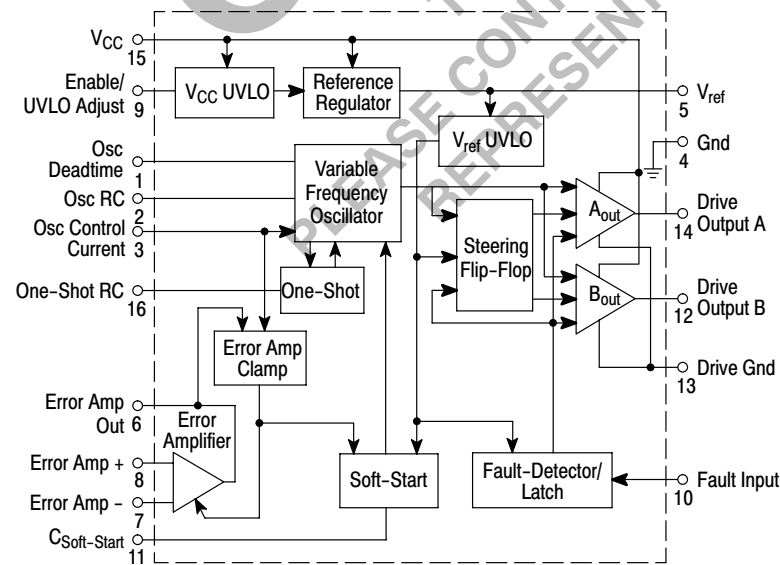 PLEASE CONT
REPRESENT
VCC
15
Enable/
UVLO Adjust
9
VCC UVLO
Reference
Regulator
Vref
5
Vref UVLO
Gnd
4
Osc
Deadtime
1
Osc RC
2
Osc Control
Current
3
Variable
Frequency
Oscillator
Steering
Flip-Flop
Aout
Drive
Output A
14
One-Shot RC
16
One-Shot
Bout
Drive
Output B
12
Error Amp
Clamp
Drive Gnd
13
Error Amp
Out
6
Error
Amplifier
Error Amp +
8
Error Amp -
7
Soft-Start
Fault-Detector/
Latch
Fault Input
10
CSoft-Start
11